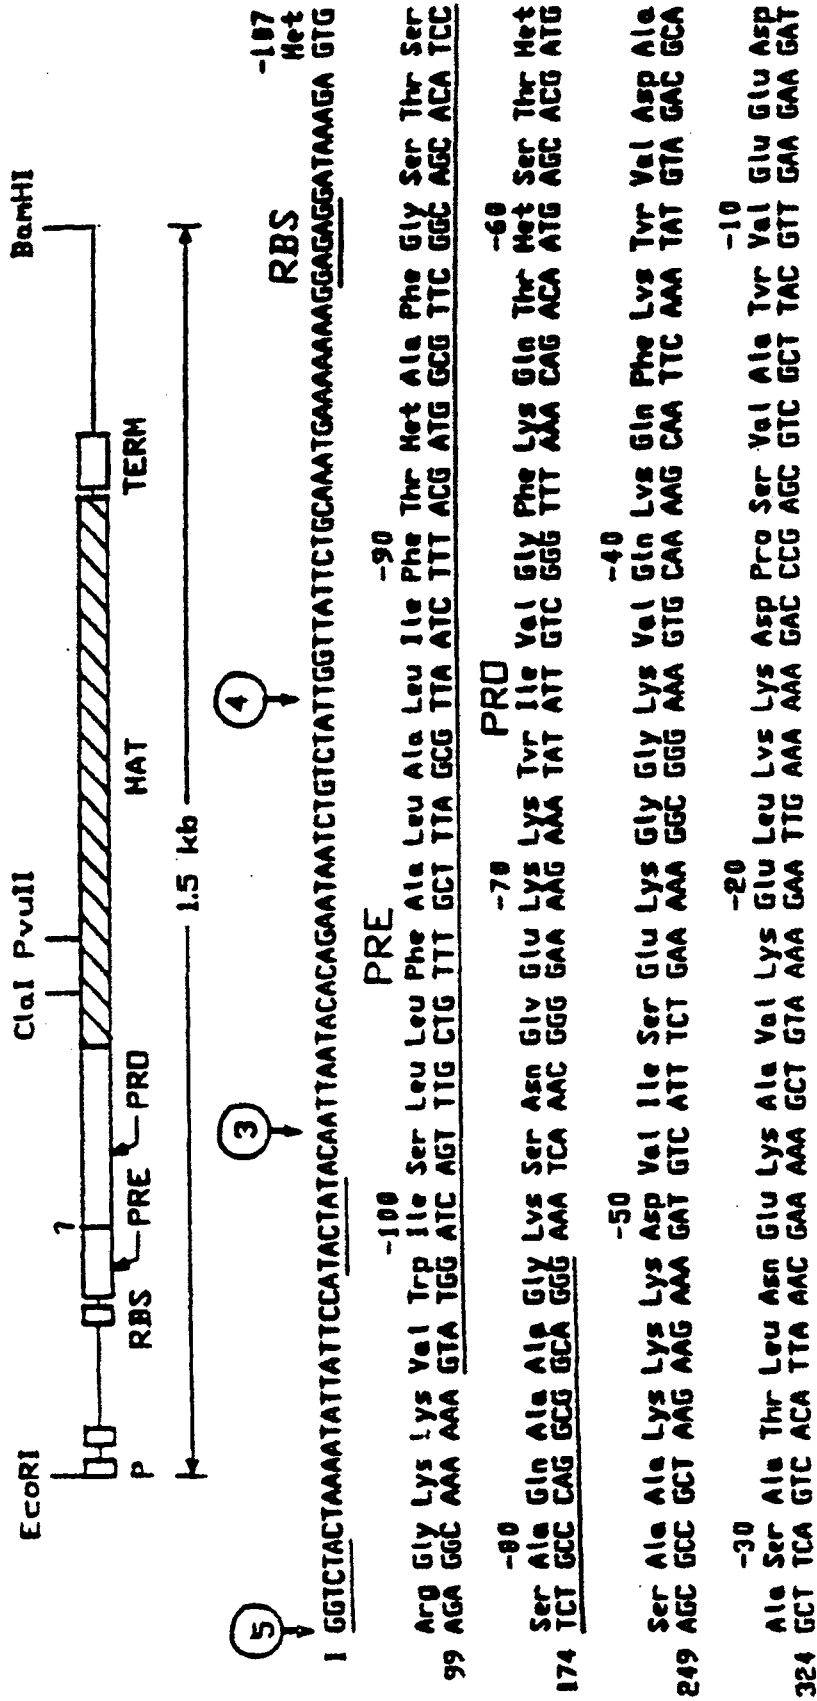 EcoRI ClaI PvuII BamHI
P RBS PRE PRO MAT TERM
?
1.5 kb
5 3 4 RBS -107
Met
1 GGTCTACTAAAATATTATTCCATACTATACAATTAATACACAGAATAATCTGTCTATTGGTTATTCTGCAAATGAAAAAAAGGAGAGGATAAAGA GTG
-100 PRE -90
Arg Gly Lys Lys Val Trp Ile Ser Leu Leu Phe Ala Leu Ala Leu Ile Phe Thr Met Ala Phe Gly Ser Thr Ser
99 AGA GGC AAA AAA GTA TGG ATC AGT TTG CTG TTT GCT TTA GCG TTA ATC TTT ACG ATG GCG TTC GGC AGC ACA TCC
-80 -70 PRO -60
Ser Ala Gln Ala Ala Gly Lys Ser Asn Gly Glu Lys Lys Tyr Ile Val Gly Phe Lys Gln Thr Met Ser Thr Met
174 TCT GCC CAG GCG GCA GGG AAA TCA AAC GGG GAA AAG AAA TAT ATT GTC GGG TTT AAA CAG ACA ATG AGC ACG ATG
-50 -40
Ser Ala Ala Lys Lys Lys Asp Val Ile Ser Glu Lys Gly Gly Lys Val Gln Lys Gln Phe Lys Tyr Val Asp Ala
249 AGC GCC GCT AAG AAG AAA GAT GTC ATT TCT GAA AAA GGC GGG AAA GTG CAA AAG CAA TTC AAA TAT GTA GAC GCA
-30 -20 -10
Ala Ser Ala Thr Leu Asn Glu Lys Ala Val Lys Glu Leu Lys Lys Asp Pro Ser Val Ala Tyr Val Glu Glu Asp
324 GCT TCA GTC ACA TTA AAC GAA AAA GCT GTA AAA GAA TTG AAA AAA GAC CCG AGC GTC GCT TAC GTT GAA GAA GAT